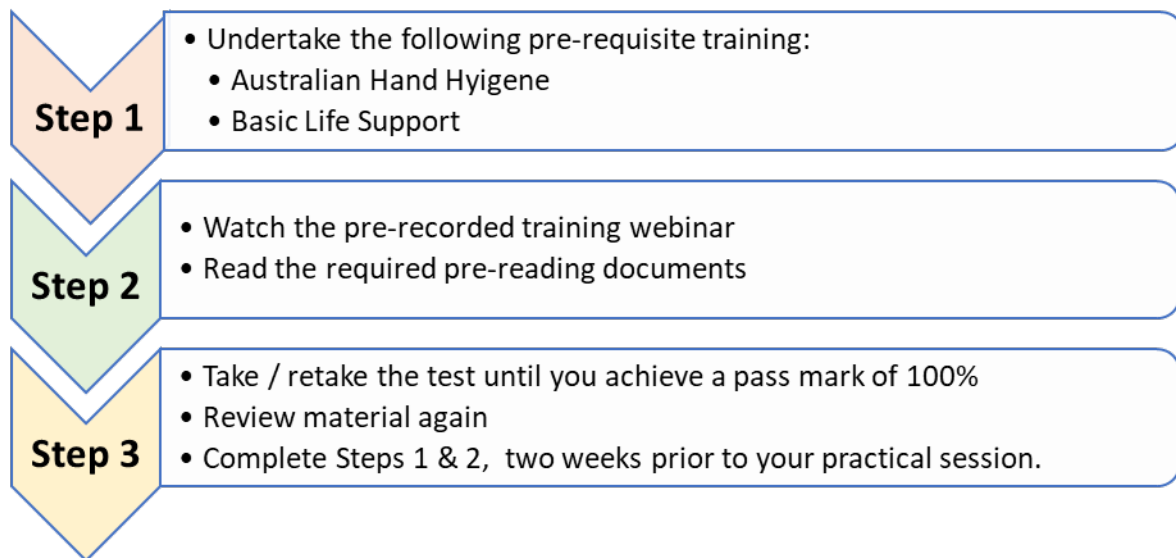 Step 1
• Undertake the following pre-requisite training:
• Australian Hand Hyigene
• Basic Life Support
Step 2
• Watch the pre-recorded training webinar
• Read the required pre-reading documents
Step 3
• Take / retake the test until you achieve a pass mark of 100%
• Review material again
• Complete Steps 1 & 2,  two weeks prior to your practical session.